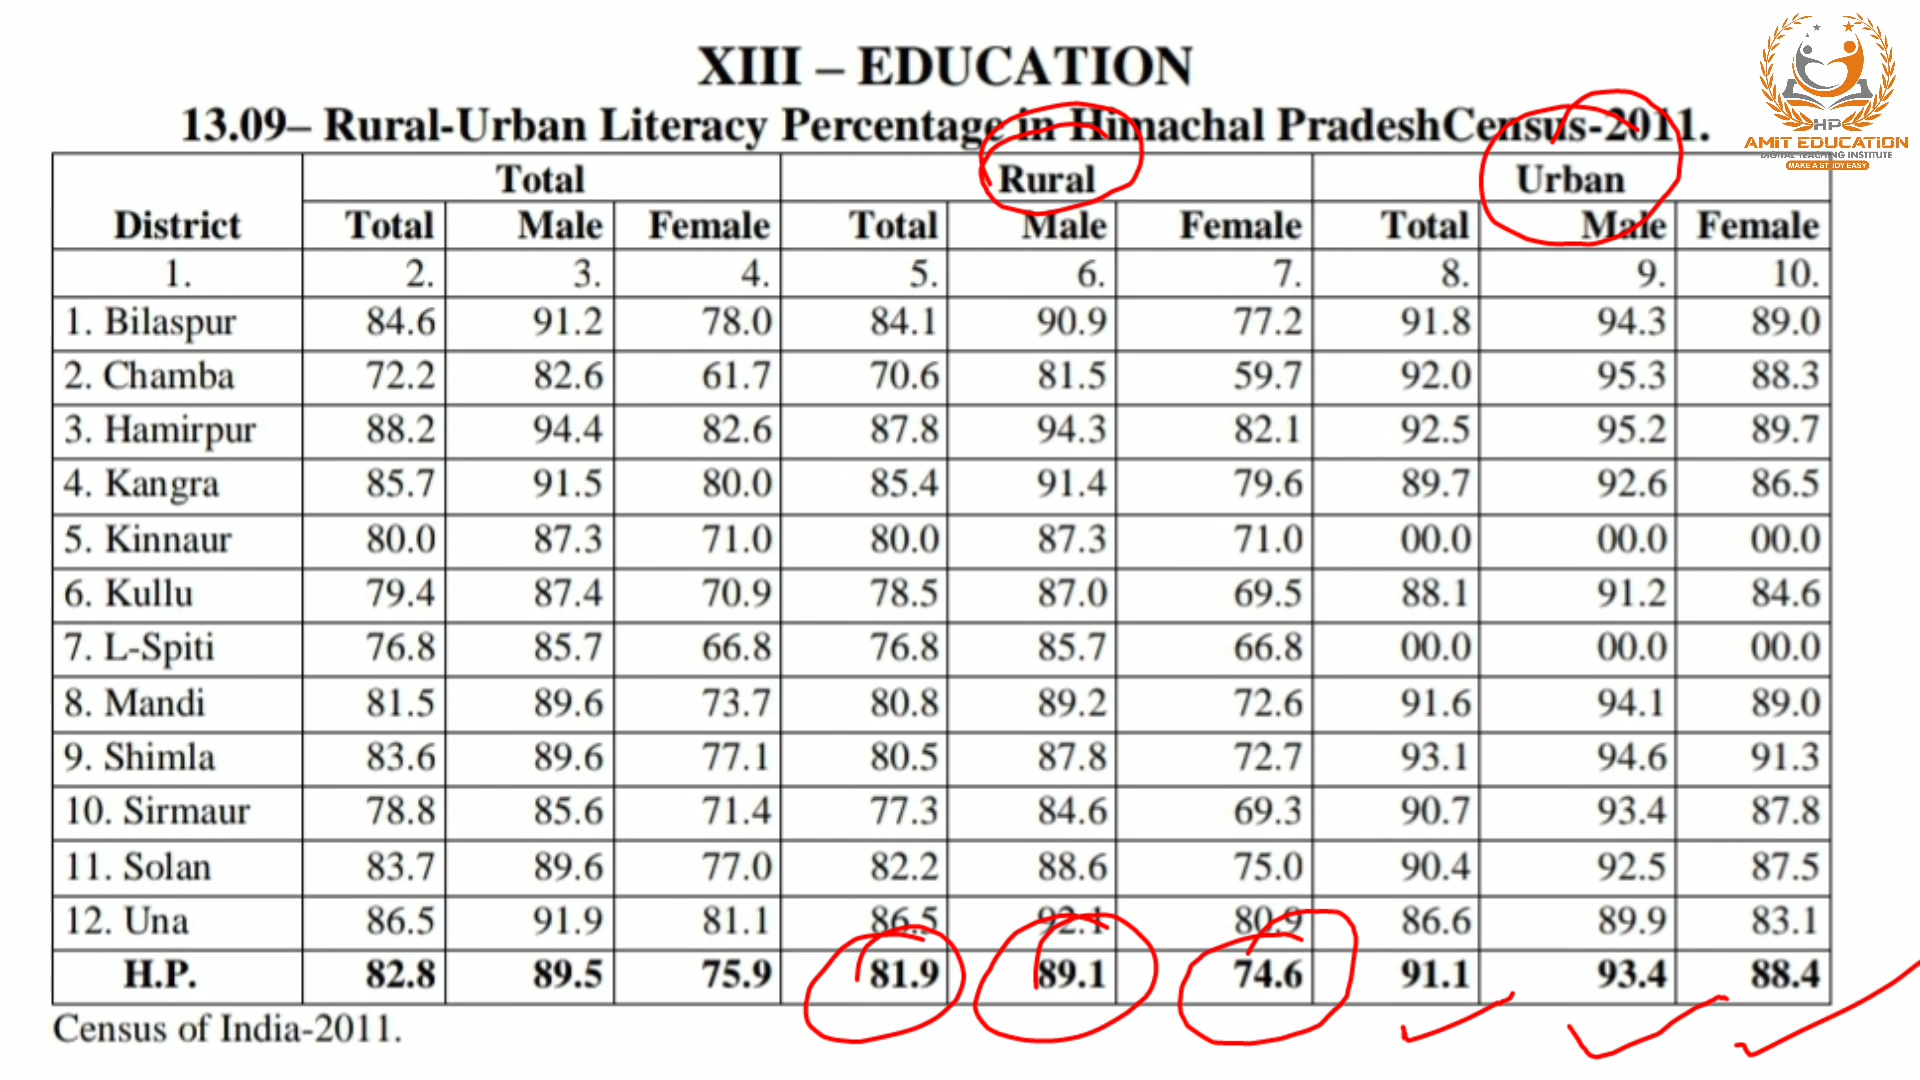 XIII – EDUCATION
13.09– Rural-Urban Literacy Percentage in Himachal PradeshCensus-2011.
HP
AMIT EDUCATION
DIGITAL TEACHING INSTITUTE
MAKE A STUDY EASY
District Total Rural Urban
Total Male Female Total Male Female Total Male Female
1. 2. 3. 4. 5. 6. 7. 8. 9. 10.
1. Bilaspur 84.6 91.2 78.0 84.1 90.9 77.2 91.8 94.3 89.0
2. Chamba 72.2 82.6 61.7 70.6 81.5 59.7 92.0 95.3 88.3
3. Hamirpur 88.2 94.4 82.6 87.8 94.3 82.1 92.5 95.2 89.7
4. Kangra 85.7 91.5 80.0 85.4 91.4 79.6 89.7 92.6 86.5
5. Kinnaur 80.0 87.3 71.0 80.0 87.3 71.0 00.0 00.0 00.0
6. Kullu 79.4 87.4 70.9 78.5 87.0 69.5 88.1 91.2 84.6
7. L-Spiti 76.8 85.7 66.8 76.8 85.7 66.8 00.0 00.0 00.0
8. Mandi 81.5 89.6 73.7 80.8 89.2 72.6 91.6 94.1 89.0
9. Shimla 83.6 89.6 77.1 80.5 87.8 72.7 93.1 94.6 91.3
10. Sirmaur 78.8 85.6 71.4 77.3 84.6 69.3 90.7 93.4 87.8
11. Solan 83.7 89.6 77.0 82.2 88.6 75.0 90.4 92.5 87.5
12. Una 86.5 91.9 81.1 86.5 92.1 80.9 86.6 89.9 83.1
H.P. 82.8 89.5 75.9 81.9 89.1 74.6 91.1 93.4 88.4
Census of India-2011.